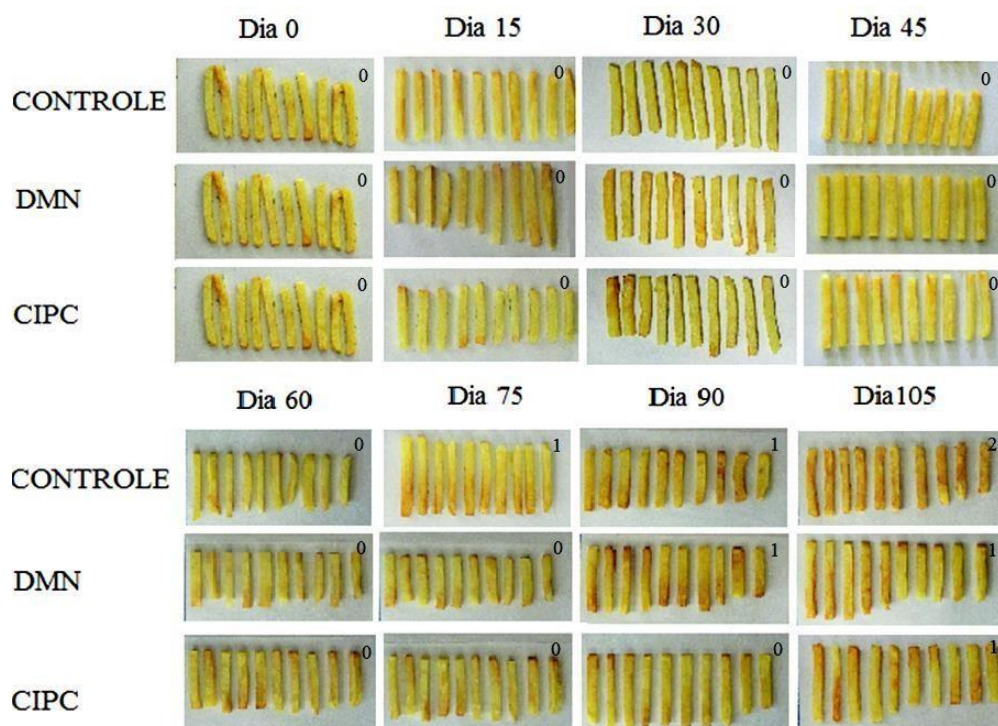 Dia 0 Dia 15 Dia 30 Dia 45
CONTROLE 0 0 0 0
DMN 0 0 0 0
CIPC 0 0 0 0
Dia 60 Dia 75 Dia 90 Dia105
CONTROLE 0 1 1 2
DMN 0 0 1 1
CIPC 0 0 0 1